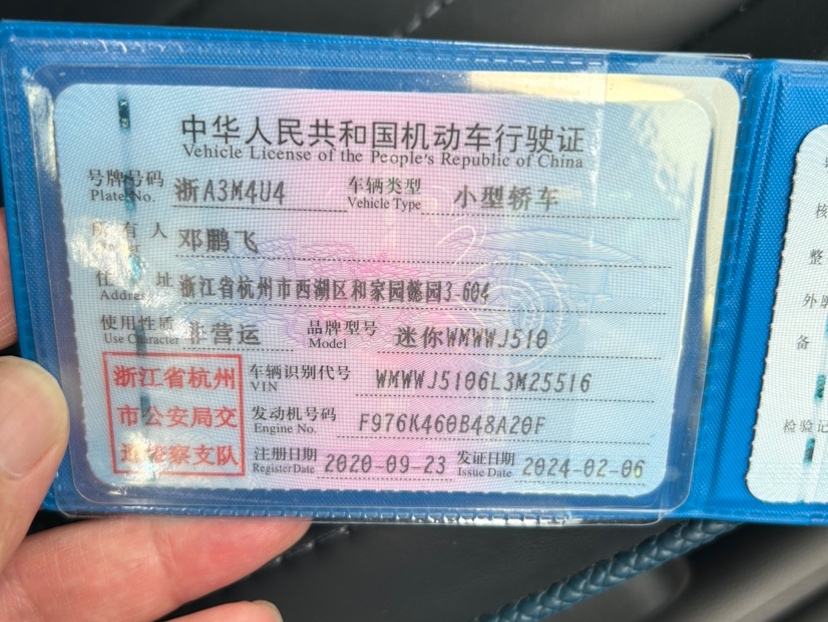 中华人民共和国机动车行驶证
Vehicle License of the People's Republic of China
号牌号码 浙A3M4U4 车辆类型 小型轿车
Plate No. Vehicle Type
所有人 邓鹏飞
住址 浙江省杭州市西湖区和家园懿园3-604
Address
使用性质 非营运 品牌型号 迷你WMWWJ510
Use Character Model
浙江省杭州
市公安局交
通警察支队
车辆识别代号 WMWWJ5106L3M25516
VIN
发动机号码 F976K460B48A20F
Engine No.
注册日期 2020-09-23 发证日期 2024-02-06
Register Date Issue Date
核
整
外
备
检验记